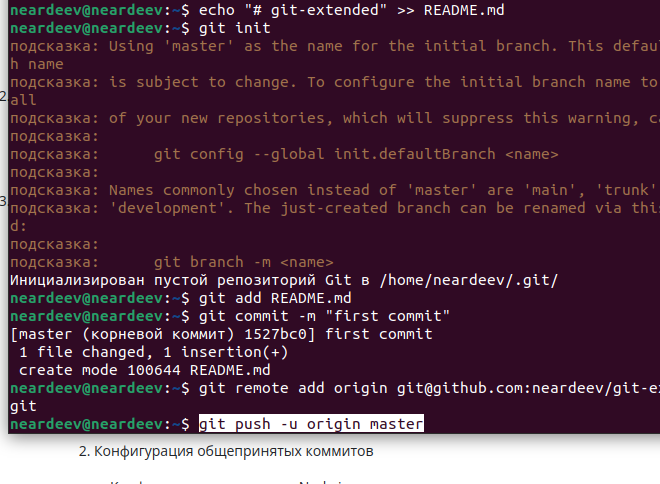 neardeev@neardeev:~$ echo "# git-extended" >> README.md
neardeev@neardeev:~$ git init
подсказка: Using 'master' as the name for the initial branch. This defau
h name
подсказка: is subject to change. To configure the initial branch name to
2
all
подсказка: of your new repositories, which will suppress this warning, ca
подсказка:
подсказка:      git config --global init.defaultBranch <name>
подсказка:
подсказка: Names commonly chosen instead of 'master' are 'main', 'trunk'
3
подсказка: 'development'. The just-created branch can be renamed via this
d:
подсказка:
подсказка:      git branch -m <name>
Инициализирован пустой репозиторий Git в /home/neardeev/.git/
neardeev@neardeev:~$ git add README.md
neardeev@neardeev:~$ git commit -m "first commit"
[master (корневой коммит) 1527bc0] first commit
 1 file changed, 1 insertion(+)
 create mode 100644 README.md
neardeev@neardeev:~$ git remote add origin git@github.com:neardeev/git-ex
git
neardeev@neardeev:~$ git push -u origin master
2. Конфигурация общепринятых коммитов